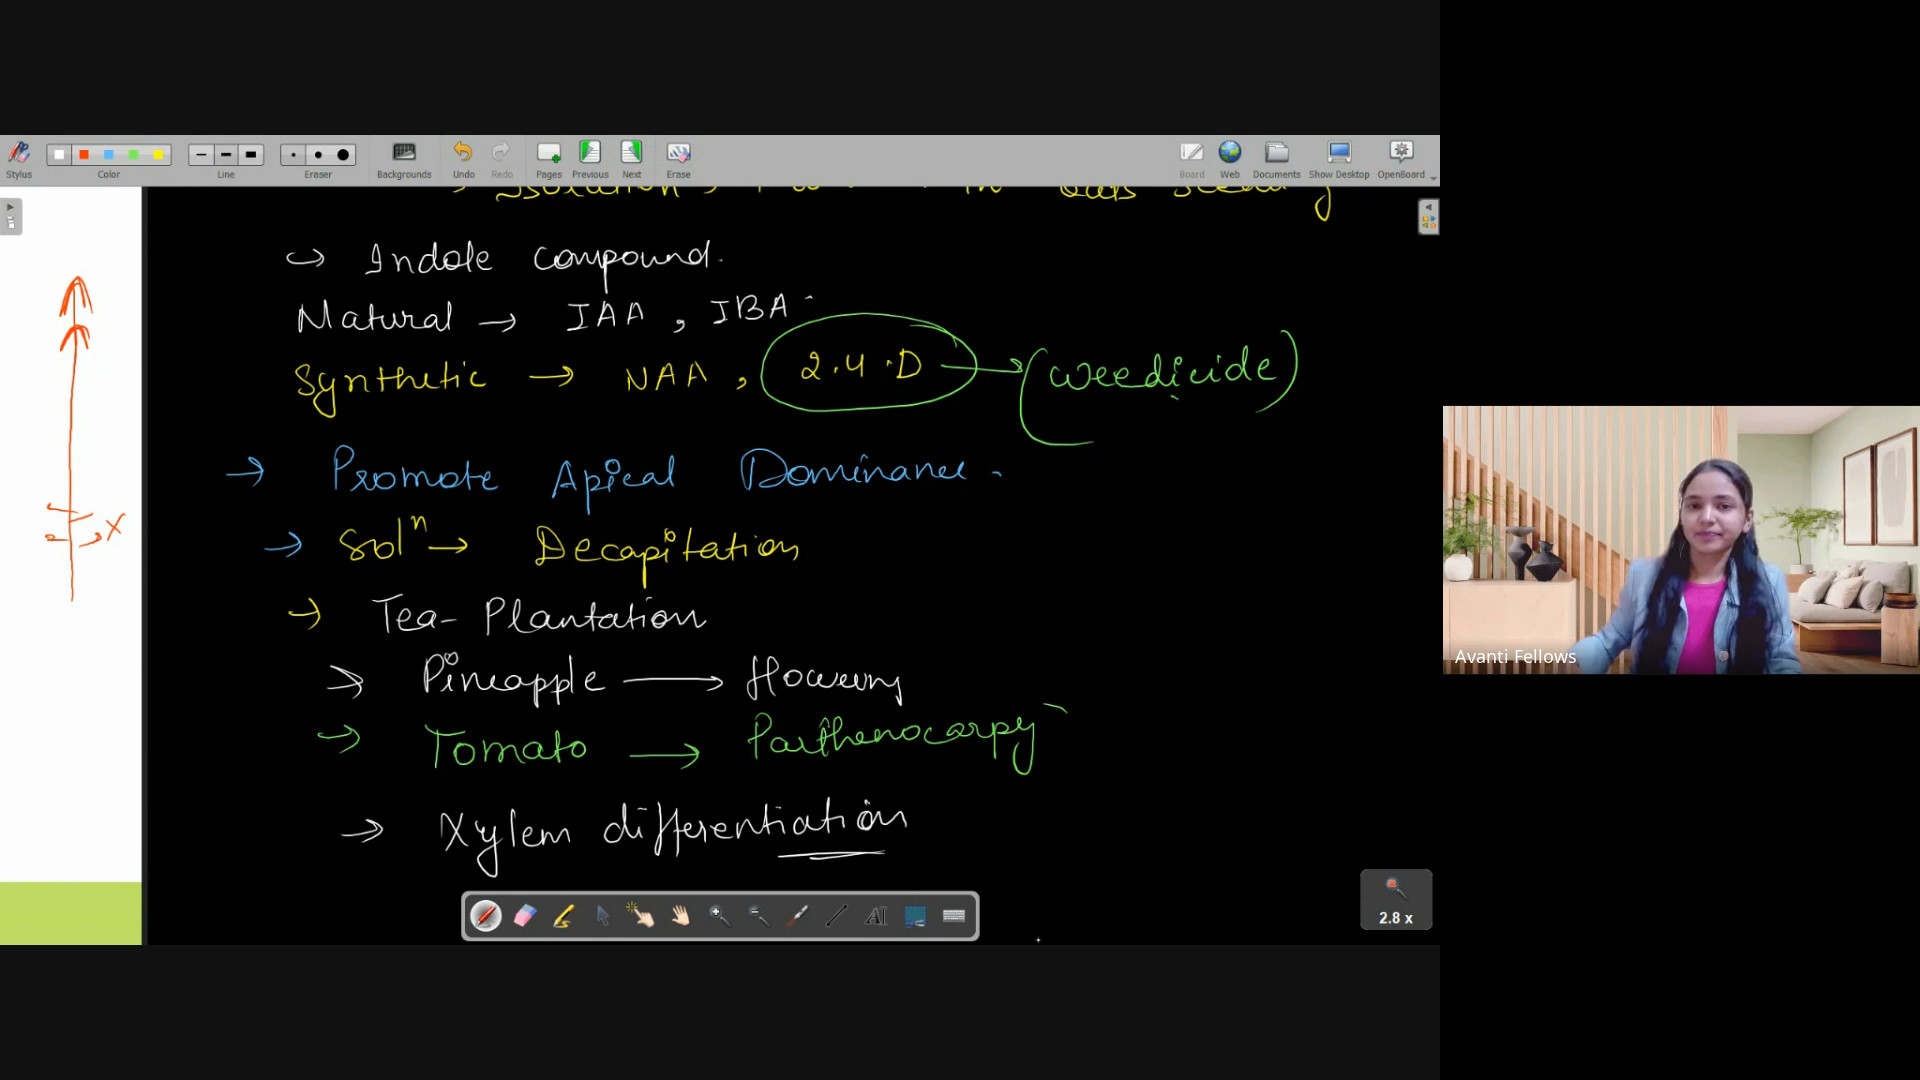 Stylus
Color
Line
Eraser
Backgrounds
Undo
Redo
Pages
Previous
Next
Erase
Board
Web
Documents
Show Desktop
OpenBoard
in
Indole compound.
Natural → IAA, IBA
Synthetic → NAA, 2.4.D → (Weedicide)
→ Promote Apical Dominance.
→ Solⁿ → Decapitation
→ Tea-Plantation
→ Pineapple → flowering
→ Tomato → Parthenocarpy
→ Xylem differentiation
X
2.8 x
Avanti Fellows